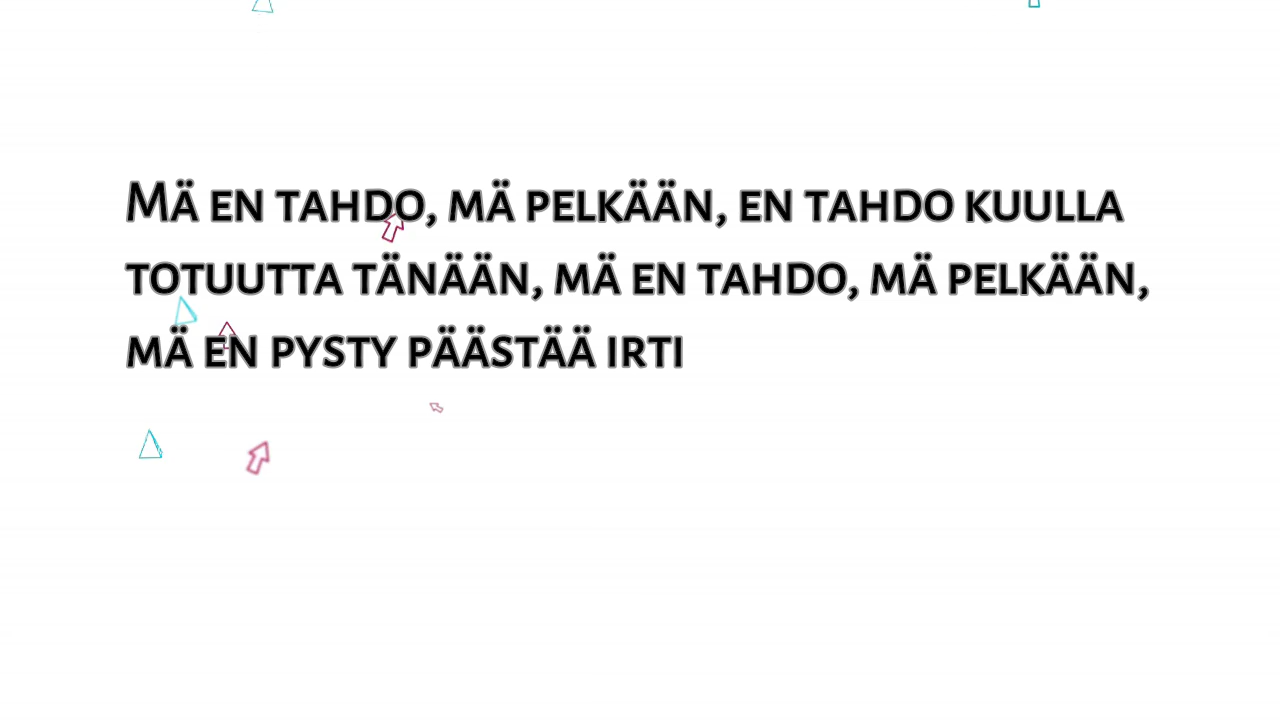 Mä en tahdo, mä pelkään, en tahdo kuulla
totuutta tänään, mä en tahdo, mä pelkään,
mä en pysty päästää irti